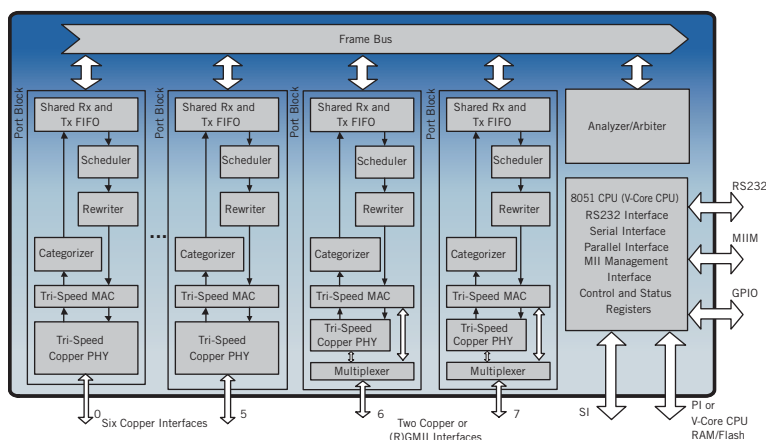 Frame Bus
Port Block
Shared Rx and
Tx FIFO
Scheduler
Rewriter
Categorizer
Tri-Speed MAC
Tri-Speed
Copper PHY
...
Port Block
Shared Rx and
Tx FIFO
Scheduler
Rewriter
Categorizer
Tri-Speed MAC
Tri-Speed
Copper PHY
Port Block
Shared Rx and
Tx FIFO
Scheduler
Rewriter
Categorizer
Tri-Speed MAC
Tri-Speed
Copper PHY
Multiplexer
Port Block
Shared Rx and
Tx FIFO
Scheduler
Rewriter
Categorizer
Tri-Speed MAC
Tri-Speed
Copper PHY
Multiplexer
Analyzer/Arbiter
8051 CPU (V-Core CPU)
RS232 Interface
Serial Interface
Parallel Interface
MII Management
Interface
Control and Status
Registers
RS232
MIIM
GPIO
0
Six Copper Interfaces
5
6
Two Copper or
(R)GMII Interfaces
7
SI
PI or
V-Core CPU
RAM/Flash